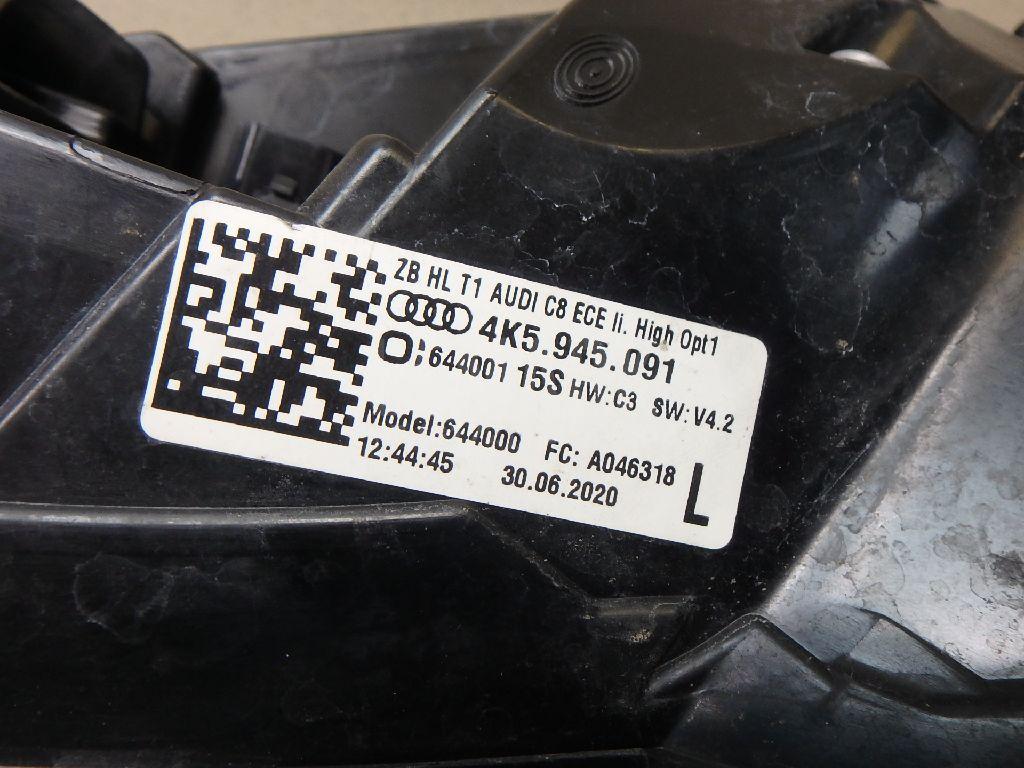 ZB HL T1 AUDI C8 ECE li. High Opt1
4K5.945.091
644001 15S HW:C3 SW:V4.2
Model:644000 FC: A046318
12:44:45 30.06.2020 L